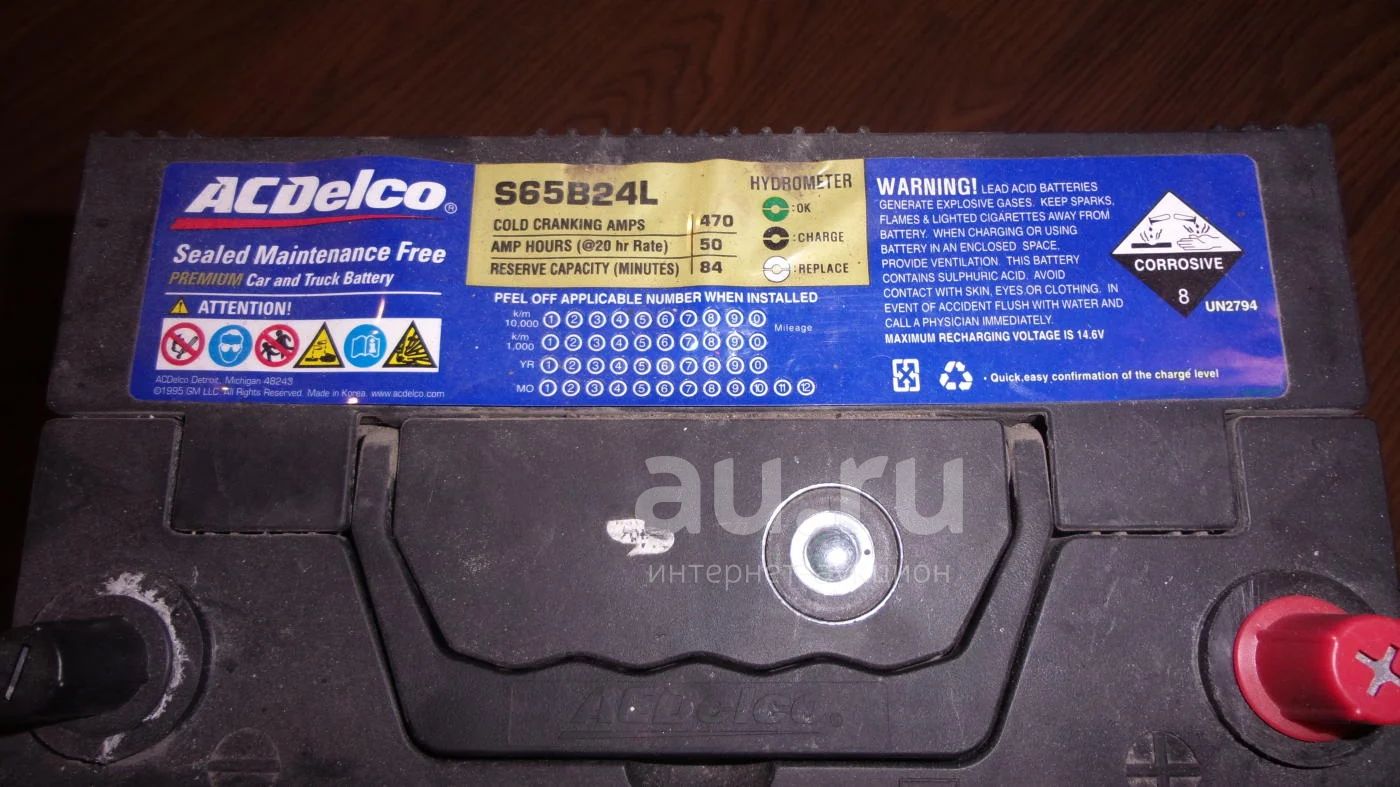 ACDelco®
Sealed Maintenance Free
PREMIUM Car and Truck Battery
ATTENTION!
ACDelco Detroit, Michigan 48243
©1995 GM LLC All Rights Reserved. Made in Korea. www.acdelco.com
S65B24L
COLD CRANKING AMPS 470
AMP HOURS (@20 hr Rate) 50
RESERVE CAPACITY (MINUTES) 84
HYDROMETER
:OK
:CHARGE
:REPLACE
PEEL OFF APPLICABLE NUMBER WHEN INSTALLED
k/m
10,000 1 2 3 4 5 6 7 8 9 0 Mileage
k/m
1,000 1 2 3 4 5 6 7 8 9 0
YR 1 2 3 4 5 6 7 8 9 0
MO 1 2 3 4 5 6 7 8 9 10 11 12
WARNING! LEAD ACID BATTERIES
GENERATE EXPLOSIVE GASES. KEEP SPARKS,
FLAMES & LIGHTED CIGARETTES AWAY FROM
BATTERY. WHEN CHARGING OR USING
BATTERY IN AN ENCLOSED SPACE,
PROVIDE VENTILATION. THIS BATTERY
CONTAINS SULPHURIC ACID. AVOID
CONTACT WITH SKIN, EYES OR CLOTHING. IN
EVENT OF ACCIDENT FLUSH WITH WATER AND
CALL A PHYSICIAN IMMEDIATELY.
MAXIMUM RECHARGING VOLTAGE IS 14.6V
• Quick,easy confirmation of the charge level
CORROSIVE
8
UN2794
au.ru
интернет аукцион
ACDelco®